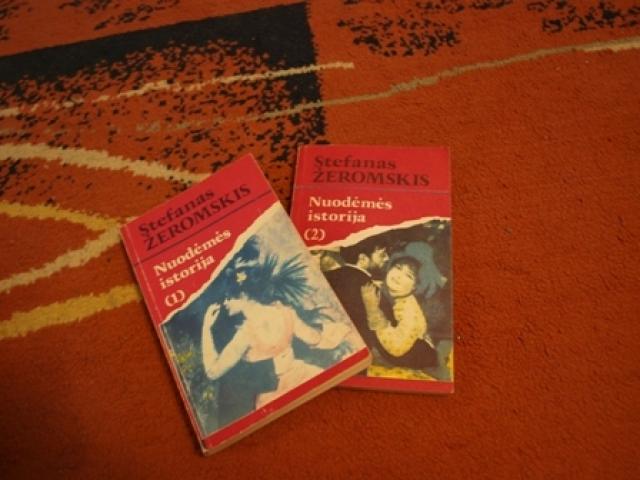 Stefanas
ŽEROMSKIS
Nuodėmės
istorija
(1)
Stefanas
ŽEROMSKIS
Nuodėmės
istorija
(2)